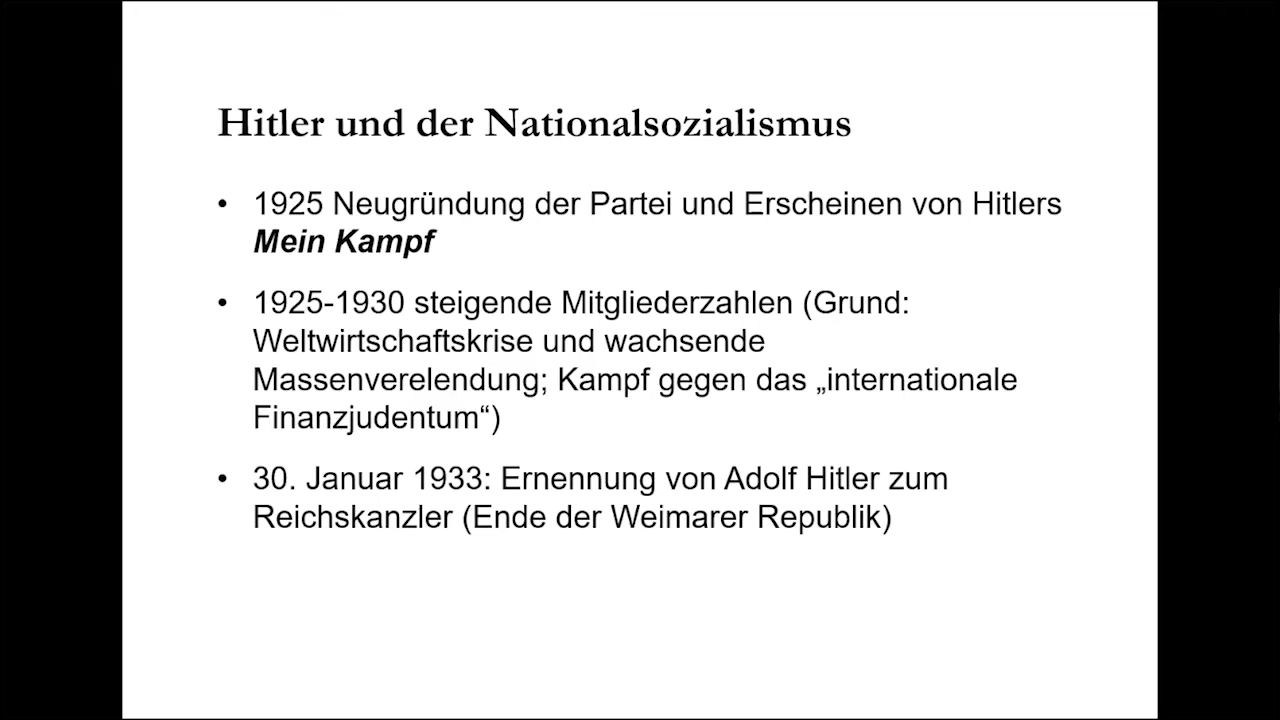 Hitler und der Nationalsozialismus
• 1925 Neugründung der Partei und Erscheinen von Hitlers
Mein Kampf
• 1925-1930 steigende Mitgliederzahlen (Grund:
Weltwirtschaftskrise und wachsende
Massenverelendung; Kampf gegen das „internationale
Finanzjudentum“)
• 30. Januar 1933: Ernennung von Adolf Hitler zum
Reichskanzler (Ende der Weimarer Republik)